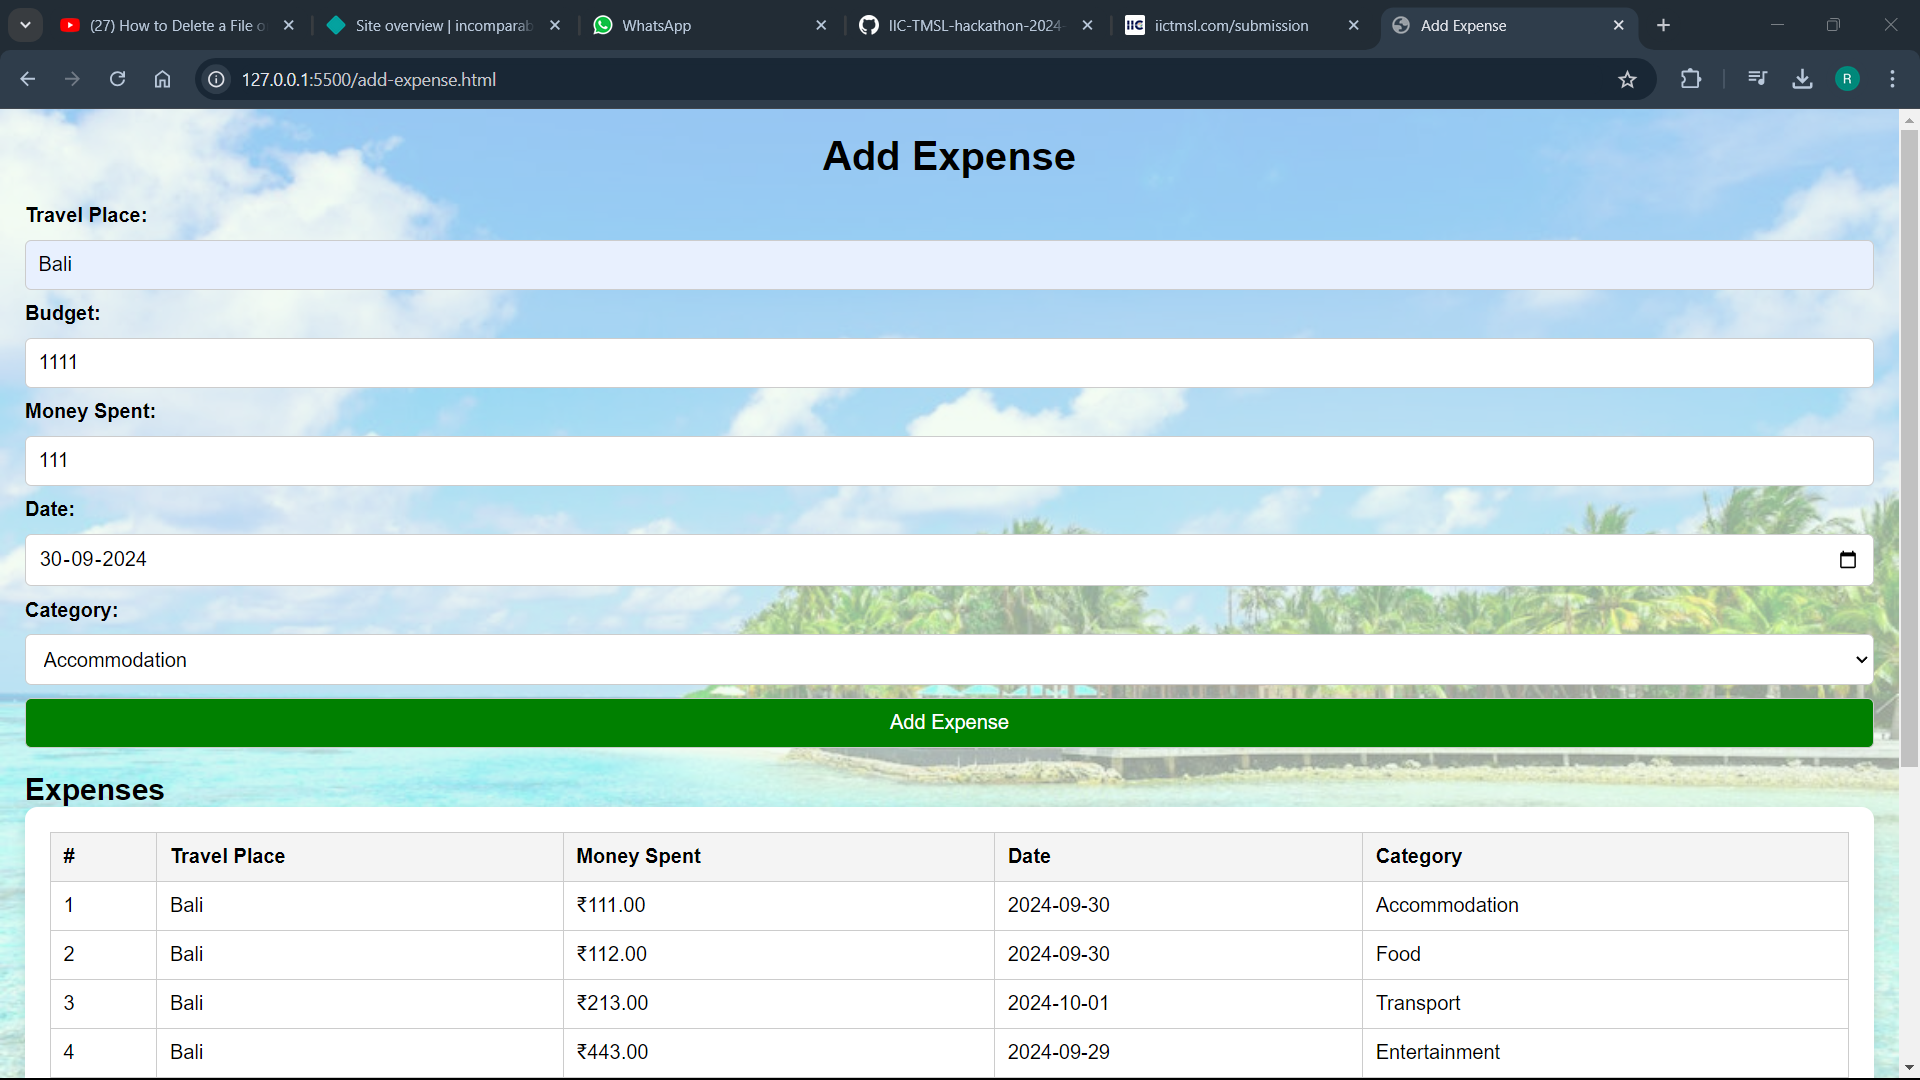 (27) How to Delete a File o
Site overview | incomparab
WhatsApp
IIC-TMSL-hackathon-2024-
IIC iictmsl.com/submission
Add Expense
127.0.0.1:5500/add-expense.html
R
Add Expense
Travel Place:
Bali
Budget:
1111
Money Spent:
111
Date:
30-09-2024
Category:
Accommodation
Add Expense
Expenses
# Travel Place Money Spent Date Category
1 Bali ₹111.00 2024-09-30 Accommodation
2 Bali ₹112.00 2024-09-30 Food
3 Bali ₹213.00 2024-10-01 Transport
4 Bali ₹443.00 2024-09-29 Entertainment